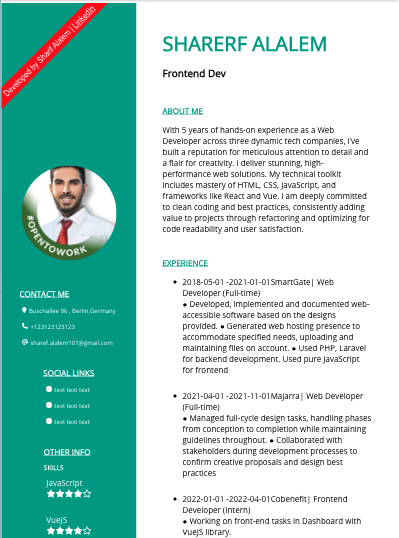 Developed by Sharif Alalem | LinkedIn
#OPENTOWORK
CONTACT ME
Buschallee 96 , Berlin,Germany
+123123123123
sharef.alalem101@gmail.com
SOCIAL LINKS
text text text
text text text
text text text
OTHER INFO
SKILLS
JavaScript
VueJS
SHARERF ALALEM
Frontend Dev
ABOUT ME
With 5 years of hands-on experience as a Web
Developer across three dynamic tech companies, I've
built a reputation for meticulous attention to detail and
a flair for creativity. I deliver stunning, high-
performance web solutions. My technical toolkit
includes mastery of HTML, CSS, JavaScript, and
frameworks like React and Vue. I am deeply committed
to clean coding and best practices, consistently adding
value to projects through refactoring and optimizing for
code readability and user satisfaction.
EXPERIENCE
• 2018-05-01 -2021-01-01SmartGate| Web
Developer (Full-time)
● Developed, implemented and documented web-
accessible software based on the designs
provided. ● Generated web hosting presence to
accommodate specified needs, uploading and
maintaining files on account. ● Used PHP, Laravel
for backend development. Used pure JavaScript
for frontend
• 2021-04-01 -2021-11-01Majarra| Web Developer
(Full-time)
● Managed full-cycle design tasks, handling phases
from conception to completion while maintaining
guidelines throughout. ● Collaborated with
stakeholders during development processes to
confirm creative proposals and design best
practices
• 2022-01-01 -2022-04-01Cobenefit| Frontend
Developer (Intern)
● Working on front-end tasks in Dashboard with
VueJS library.